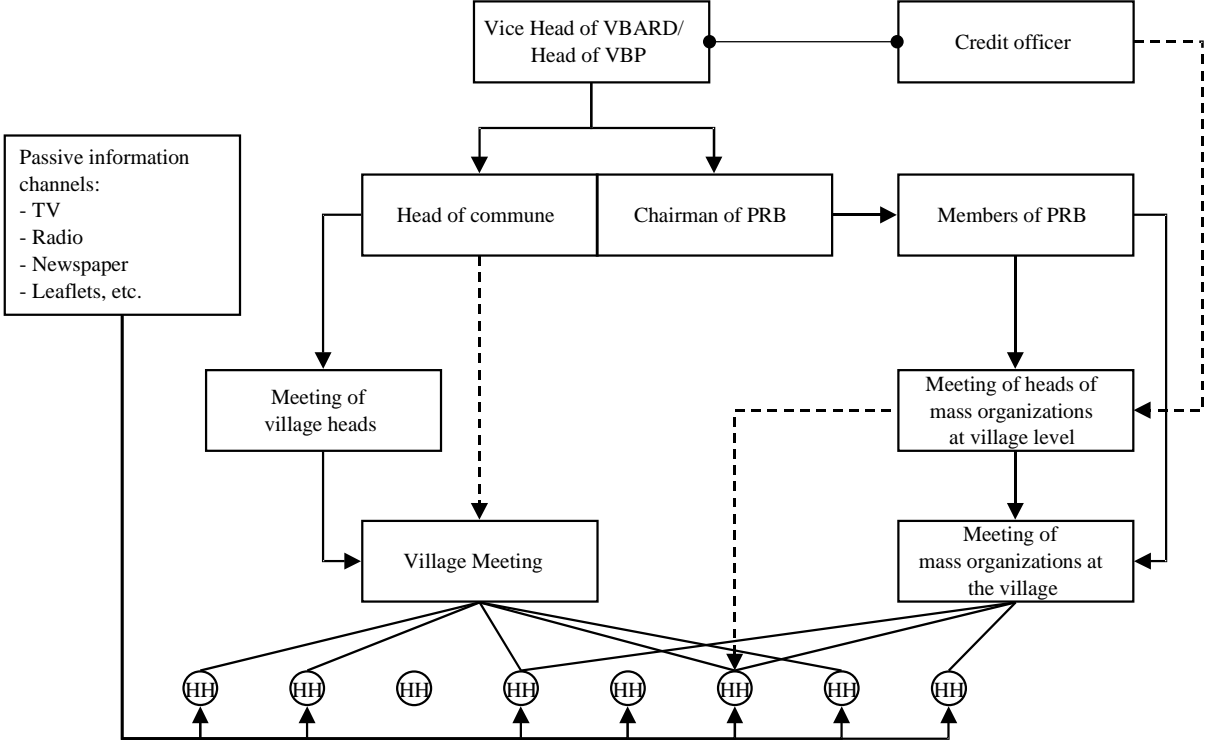 Vice Head of VBARD/
Head of VBP
Credit officer
Passive information
channels:
- TV
- Radio
- Newspaper
- Leaflets, etc.
Head of commune
Chairman of PRB
Members of PRB
Meeting of
village heads
Meeting of heads of
mass organizations
at village level
Village Meeting
Meeting of
mass organizations at
the village
HH
HH
HH
HH
HH
HH
HH
HH